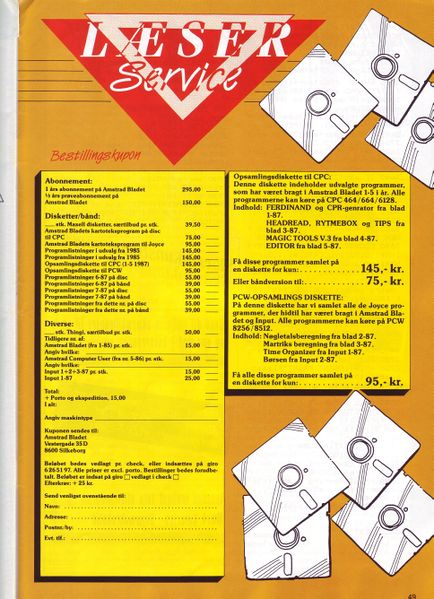 LÆSER
Service
Bestillingskupon
Abonnement:
1 års abonnement på Amstrad Bladet 295,00
½ års prøveabonnement på
Amstrad Bladet 150,00
Disketter/bånd:
stk. Maxell disketter, særtilbud pr. stk. 39,50
Amstrad Bladets kartoteksprogram på disc
til CPC 75,00
Amstrad Bladets kartoteksprogram til Joyce 95,00
Programlistninger i udvalg fra 1985 145,00
Programlistninger i udvalg fra 1985 145,00
Opsamlingsdiskette til CPC (1-5 1987) 145,00
Opsamlingsdiskette til PCW 95,00
Programlistninger 6-87 på disc 55,00
Programlistninger 6-87 på bånd 39,00
Programlistninger 7-87 på disc 55,00
Programlistninger 7-87 på bånd 39,00
Programlistninger fra dette nr. på disc 55,00
Programlistninger fra dette nr. på bånd 39,00
Diverse:
stk. Thingi, særtilbud pr. stk. 50,00
Tidligere nr. af:
Amstrad Bladet (fra 1-85) pr. stk. 15,00
Angiv hvilke:
Amstrad Computer User (fra nr. 5-86) pr. stk. 15,00
Angiv hvilke:
Input 1+2+3-87 pr. stk. 15,00
Input 1-87 25,00
Total:
+ Porto og ekspedition, 15,00
I alt:
Angiv maskintype
Kuponen sendes til:
Amstrad Bladet
Vestergade 35D
8600 Silkeborg
Beløbet bedes vedlagt pr. check, eller indsættes på giro
6 26 51 97. Alle priser er excl. porto. Bestillinger bedes forudbe-
talt. Beløbet er indsat på giro □ vedlagt i check □
Efterkrav: + 25 kr.
Send venligst ovenstående til:
Navn:
Adresse:
Postnr./by:
Evt. tlf.:
Opsamlingsdiskette til CPC:
Denne diskette indeholder udvalgte programmer,
som har været bragt i Amstrad Bladet 1-5 i år. Alle
programmerne kan køre på CPC 464/664/6128.
Indhold: FERDINAND og CPR-genrator fra blad
1-87.
HEADREAD, RYTMEBOX og TIPS fra
blad 3-87.
MAGIC TOOLS V.3 fra blad 4-87.
EDITOR fra blad 5-87.
Få disse programmer samlet på
en diskette for kun: 145,- kr.
Eller båndversion til: 75,- kr.
PCW-OPSAMLINGS DISKETTE:
På denne diskette har vi samlet alle de Joyce pro-
grammer, der hidtil har været bragt i Amstrad Bla-
det og Input. Alle programmerne kan køre på PCW
8256/8512.
Indhold: Nøgletalsberegning fra blad 2-87.
Martriks beregning fra blad 3-87.
Time Organizer fra Input 1-87.
Børsen fra Input 2-87.
Få alle disse programmer samlet på
en diskette for kun: 95,- kr.
49